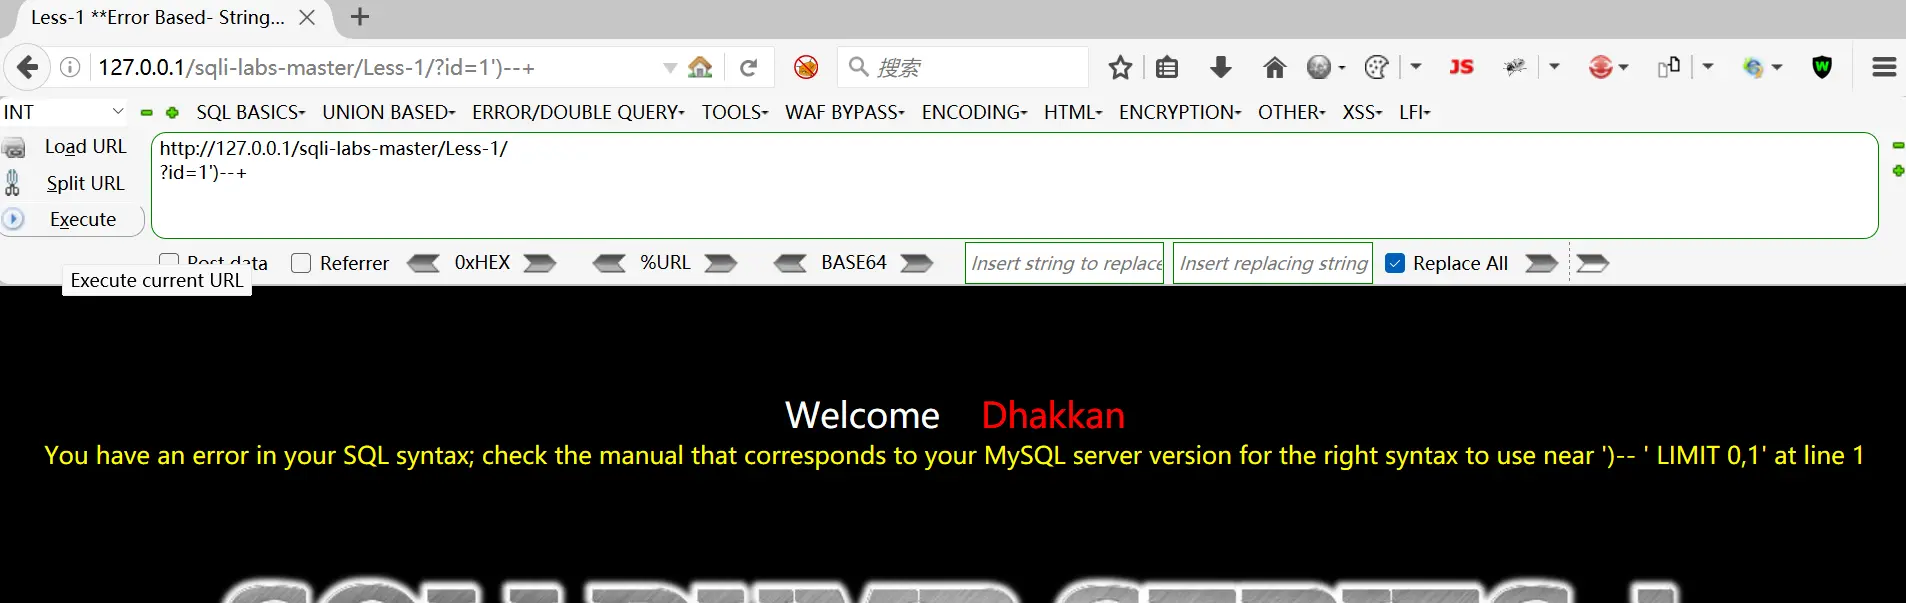 Less-1 **Error Based- String...
127.0.0.1/sqli-labs-master/Less-1/?id=1')--+
搜索
JS
W
INT
SQL BASICS
UNION BASED
ERROR/DOUBLE QUERY
TOOLS
WAF BYPASS
ENCODING
HTML
ENCRYPTION
OTHER
XSS
LFI
Load URL
Split URL
Execute
http://127.0.0.1/sqli-labs-master/Less-1/
?id=1')--+
Post data
Referrer
0xHEX
%URL
BASE64
Insert string to replace
Insert replacing string
Replace All
Execute current URL
Welcome Dhakkan
You have an error in your SQL syntax; check the manual that corresponds to your MySQL server version for the right syntax to use near ')-- ' LIMIT 0,1' at line 1